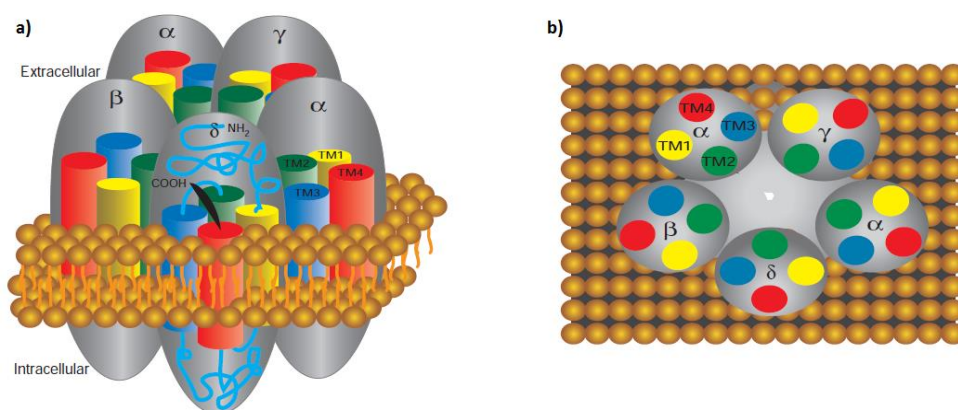 a)
Extracellular
α
γ
β
α
δ
NH₂
COOH
TM2
TM1
TM3
TM4
Intracellular
b)
TM4
α
TM3
TM1
TM2
γ
β
α
δ